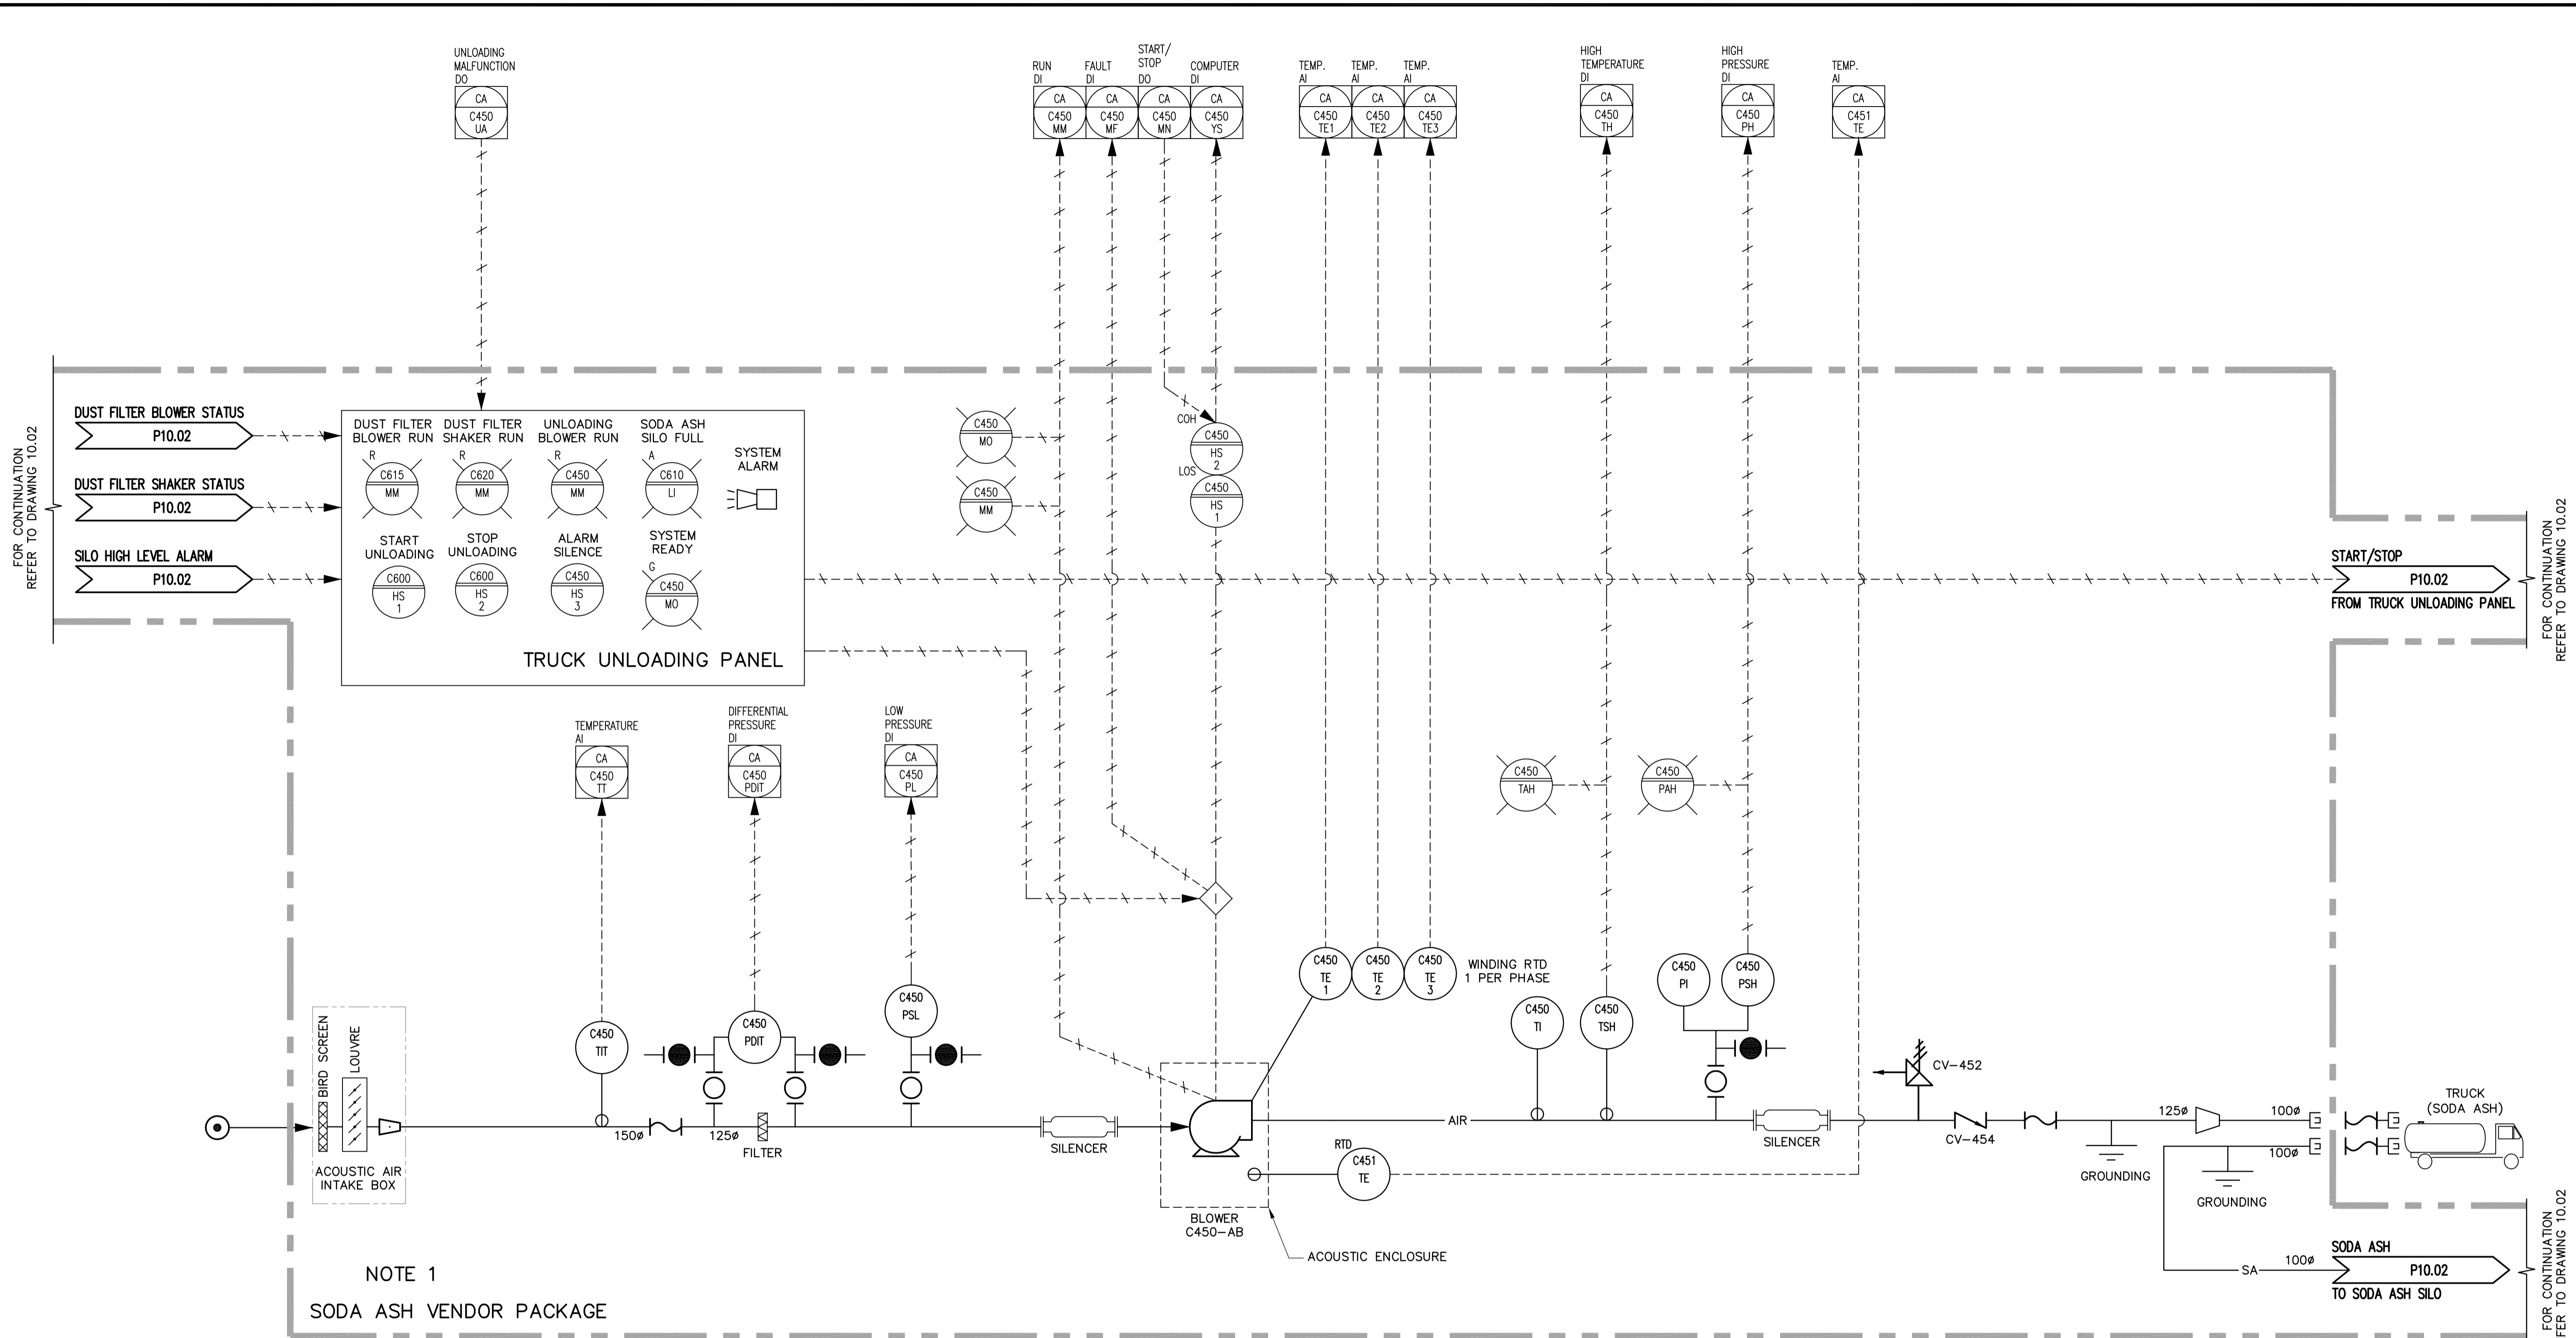 UNLOADING
MALFUNCTION
DO
CA
C450
UA
RUN
DI
CA
C450
MM
FAULT
DI
CA
C450
MF
START/
STOP
DO
CA
C450
MN
COMPUTER
DI
CA
C450
YS
TEMP.
AI
CA
C450
TE1
TEMP.
AI
CA
C450
TE2
TEMP.
AI
CA
C450
TE3
HIGH
TEMPERATURE
DI
CA
C450
TH
HIGH
PRESSURE
DI
CA
C450
PH
TEMP.
AI
CA
C451
TE
FOR CONTINUATION
REFER TO DRAWING 10.02
DUST FILTER BLOWER STATUS
P10.02
DUST FILTER SHAKER STATUS
P10.02
SILO HIGH LEVEL ALARM
P10.02
DUST FILTER
BLOWER RUN
R
C615
MM
DUST FILTER
SHAKER RUN
R
C620
MM
UNLOADING
BLOWER RUN
R
C450
MM
SODA ASH
SILO FULL
A
C610
LI
SYSTEM
ALARM
START
UNLOADING
C600
HS
1
STOP
UNLOADING
C600
HS
2
ALARM
SILENCE
C450
HS
3
SYSTEM
READY
G
C450
MO
TRUCK UNLOADING PANEL
C450
MO
C450
MM
COH
C450
HS
2
LOS
C450
HS
1
START/STOP
P10.02
FROM TRUCK UNLOADING PANEL
FOR CONTINUATION
REFER TO DRAWING 10.02
TEMPERATURE
AI
CA
C450
TT
DIFFERENTIAL
PRESSURE
DI
CA
C450
PDIT
LOW
PRESSURE
DI
CA
C450
PL
C450
TAH
C450
PAH
C450
TE
1
C450
TE
2
C450
TE
3
WINDING RTD
1 PER PHASE
C450
PI
C450
PSH
C450
TIT
C450
PDIT
C450
PSL
C450
TI
C450
TSH
BIRD SCREEN
LOUVRE
ACOUSTIC AIR
INTAKE BOX
150ø
125ø
FILTER
SILENCER
BLOWER
C450-AB
ACOUSTIC ENCLOSURE
RTD
C451
TE
AIR
SILENCER
CV-452
CV-454
GROUNDING
125ø
100ø
100ø
GROUNDING
TRUCK
(SODA ASH)
SA
100ø
SODA ASH
P10.02
TO SODA ASH SILO
FOR CONTINUATION
FER TO DRAWING 10.02
NOTE 1
SODA ASH VENDOR PACKAGE